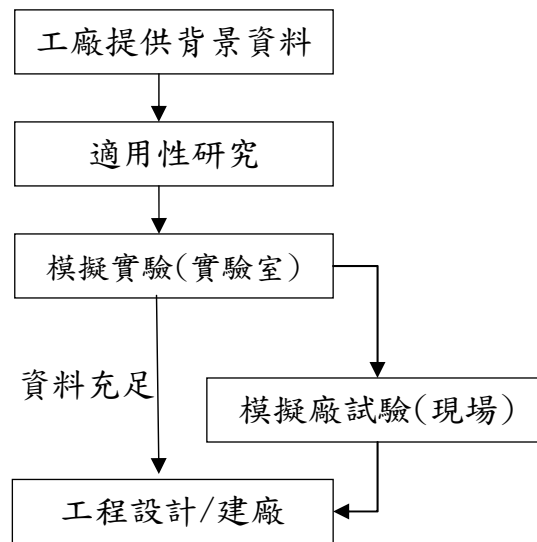 工廠提供背景資料
適用性研究
模擬實驗(實驗室)
資料充足
模擬廠試驗(現場)
工程設計/建廠